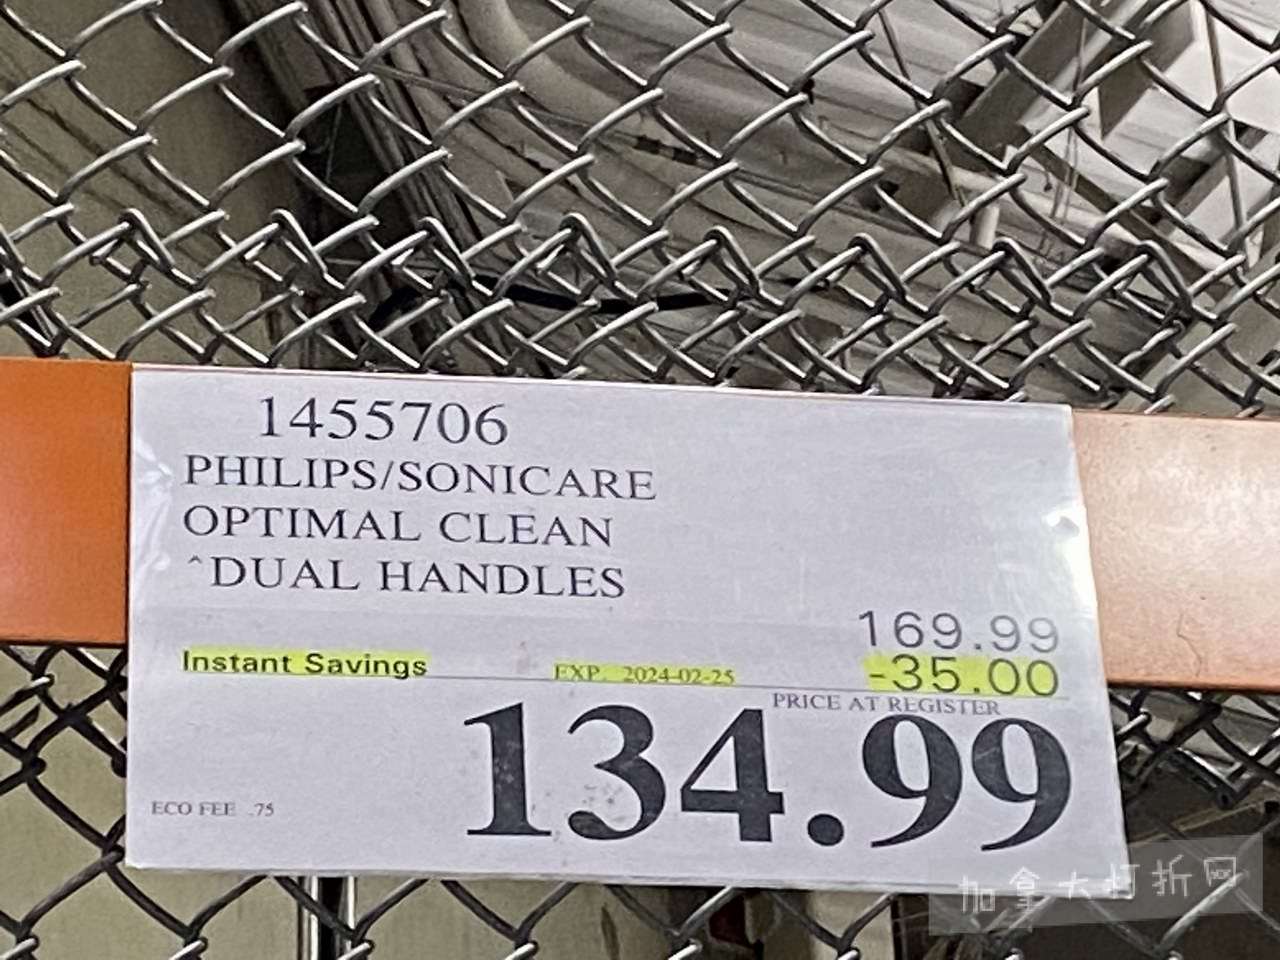 1455706
PHILIPS/SONICARE
OPTIMAL CLEAN
^DUAL HANDLES
169.99
Instant Savings EXP. 2024-02-25 -35.00
PRICE AT REGISTER
134.99
ECO FEE .75
加拿大打折网